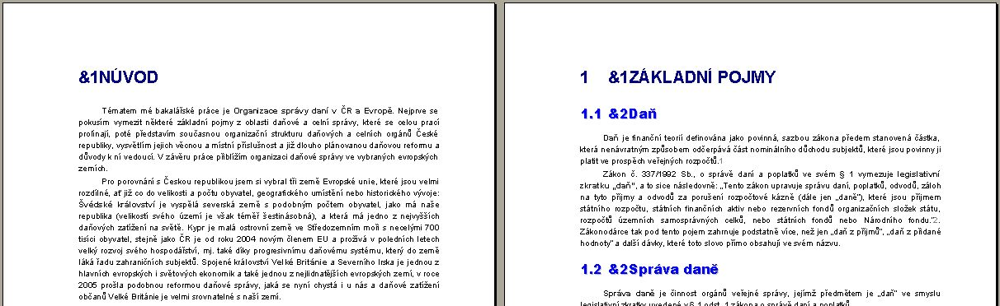 &1NÚVOD
Tématem mé bakalářské práce je Organizace správy daní v ČR a Evropě. Nejprve se
pokusím vymezit některé základní pojmy z oblasti daňové a celní správy, které se celou prací
prolínají, poté představím současnou organizační strukturu daňových a celních orgánů České
republiky, vysvětlím jejich věcnou a místní příslušnost a již dlouho plánovanou daňovou reformu a
důvody k ní vedoucí. V závěru práce přiblížím organizaci daňové správy ve vybraných evropských
zemích.
Pro porovnání s Českou republikou jsem si vybral tři země Evropské unie, které jsou velmi
rozdílné, ať již co do velikosti a počtu obyvatel, geografického umístění nebo historického vývoje:
Švédské království je vyspělá severská země s podobným počtem obyvatel, jako má naše
republika (velikostí svého území je však téměř šestinásobná), a která má jedno z nejvyšších
daňových zatížení na světě. Kypr je malá ostrovní země ve Středozemním moři s necelými 700
tisíci obyvatel, stejně jako ČR je od roku 2004 novým členem EU a prožívá v poledních letech
velký rozvoj svého hospodářství, mj. také díky progresivnímu daňovému systému, který do země
láká řadu zahraničních subjektů. Spojené království Velké Británie a Severního Irska je jednou z
hlavních evropských i světových ekonomik a také jednou z nejlidnatějších evropských zemí, v roce
2005 prošla podobnou reformou daňové správy, jaká se nyní chystá i u nás a daňové zatížení
občanů Velké Británie je velmi srovnatelné s naší zemí.
1 &1ZÁKLADNÍ POJMY
1.1 &2Daň
Daň je finanční teorií definována jako povinná, sazbou zákona předem stanovená částka,
která nenávratným způsobem odčerpává část nominálního důchodu subjektů, které jsou povinny ji
platit ve prospěch veřejných rozpočtů.1
Zákon č. 337/1992 Sb., o správě daní a poplatků ve svém § 1 vymezuje legislativní
zkratku „daň“, a to sice následovně: „Tento zákon upravuje správu daní, poplatků, odvodů, záloh
na tyto příjmy a odvodů za porušení rozpočtové kázně (dále jen „daně“), které jsou příjmem
státního rozpočtu, státních finančních aktiv nebo rezervních fondů organizačních složek státu,
rozpočtů územních samosprávných celků, nebo státních fondů nebo Národního fondu.“2.
Zákonodárce tak pod tento pojem zahrnuje podstatně více, než jen „daň z příjmů“, „daň z přidané
hodnoty“ a další dávky, které toto slovo přímo obsahují ve svém názvu.
1.2 &2Správa daně
Správa daně je činnost orgánů veřejné správy, jejímž předmětem je „daň“ ve smyslu
legislativní zkratky uvedené v § 1 odst. 1 zákona o správě daní a poplatků.